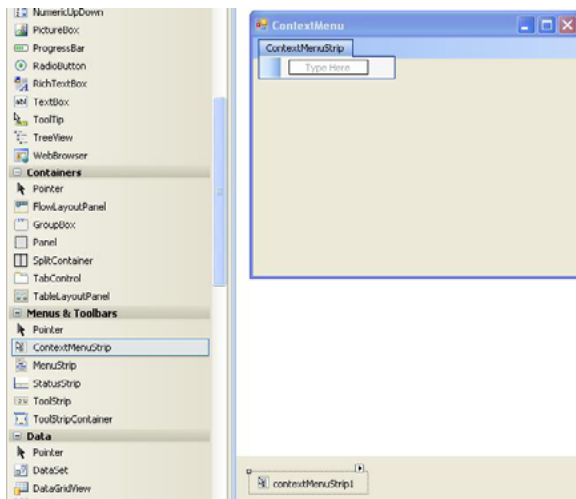 NumericUpDown
PictureBox
ProgressBar
RadioButton
RichTextBox
TextBox
ToolTip
TreeView
WebBrowser
Containers
Pointer
FlowLayoutPanel
GroupBox
Panel
SplitContainer
TabControl
TableLayoutPanel
Menus & Toolbars
Pointer
ContextMenuStrip
MenuStrip
StatusStrip
ToolStrip
ToolStripContainer
Data
Pointer
DataSet
DataGridView
ContextMenu
ContextMenuStrip
Type Here
contextMenuStrip1